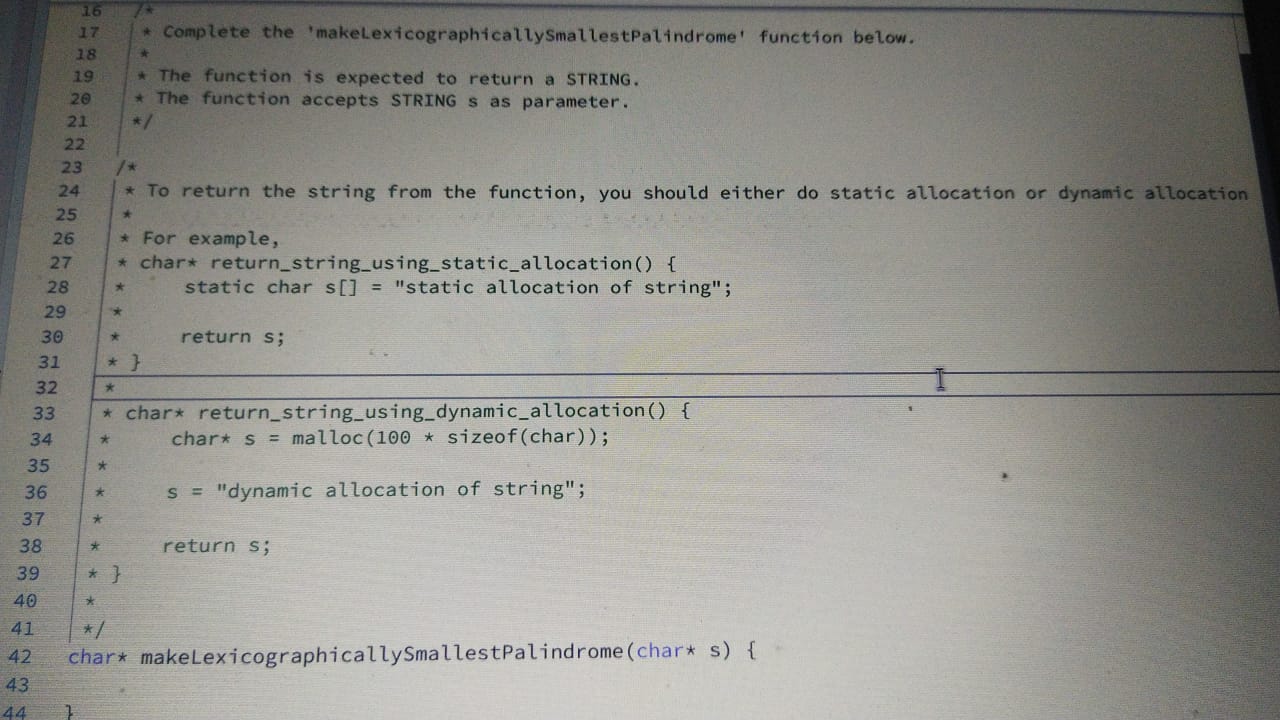 16 /*
17 * Complete the 'makeLexicographicallySmallestPalindrome' function below.
18 *
19 * The function is expected to return a STRING.
20 * The function accepts STRING s as parameter.
21 */
22
23 /*
24 * To return the string from the function, you should either do static allocation or dynamic allocation
25 *
26 * For example,
27 * char* return_string_using_static_allocation() {
28 *     static char s[] = "static allocation of string";
29 *
30 *     return s;
31 * }
32 *
33 * char* return_string_using_dynamic_allocation() {
34 *     char* s = malloc(100 * sizeof(char));
35 *
36 *     s = "dynamic allocation of string";
37 *
38 *     return s;
39 * }
40 *
41 */
42 char* makeLexicographicallySmallestPalindrome(char* s) {
43
44 }